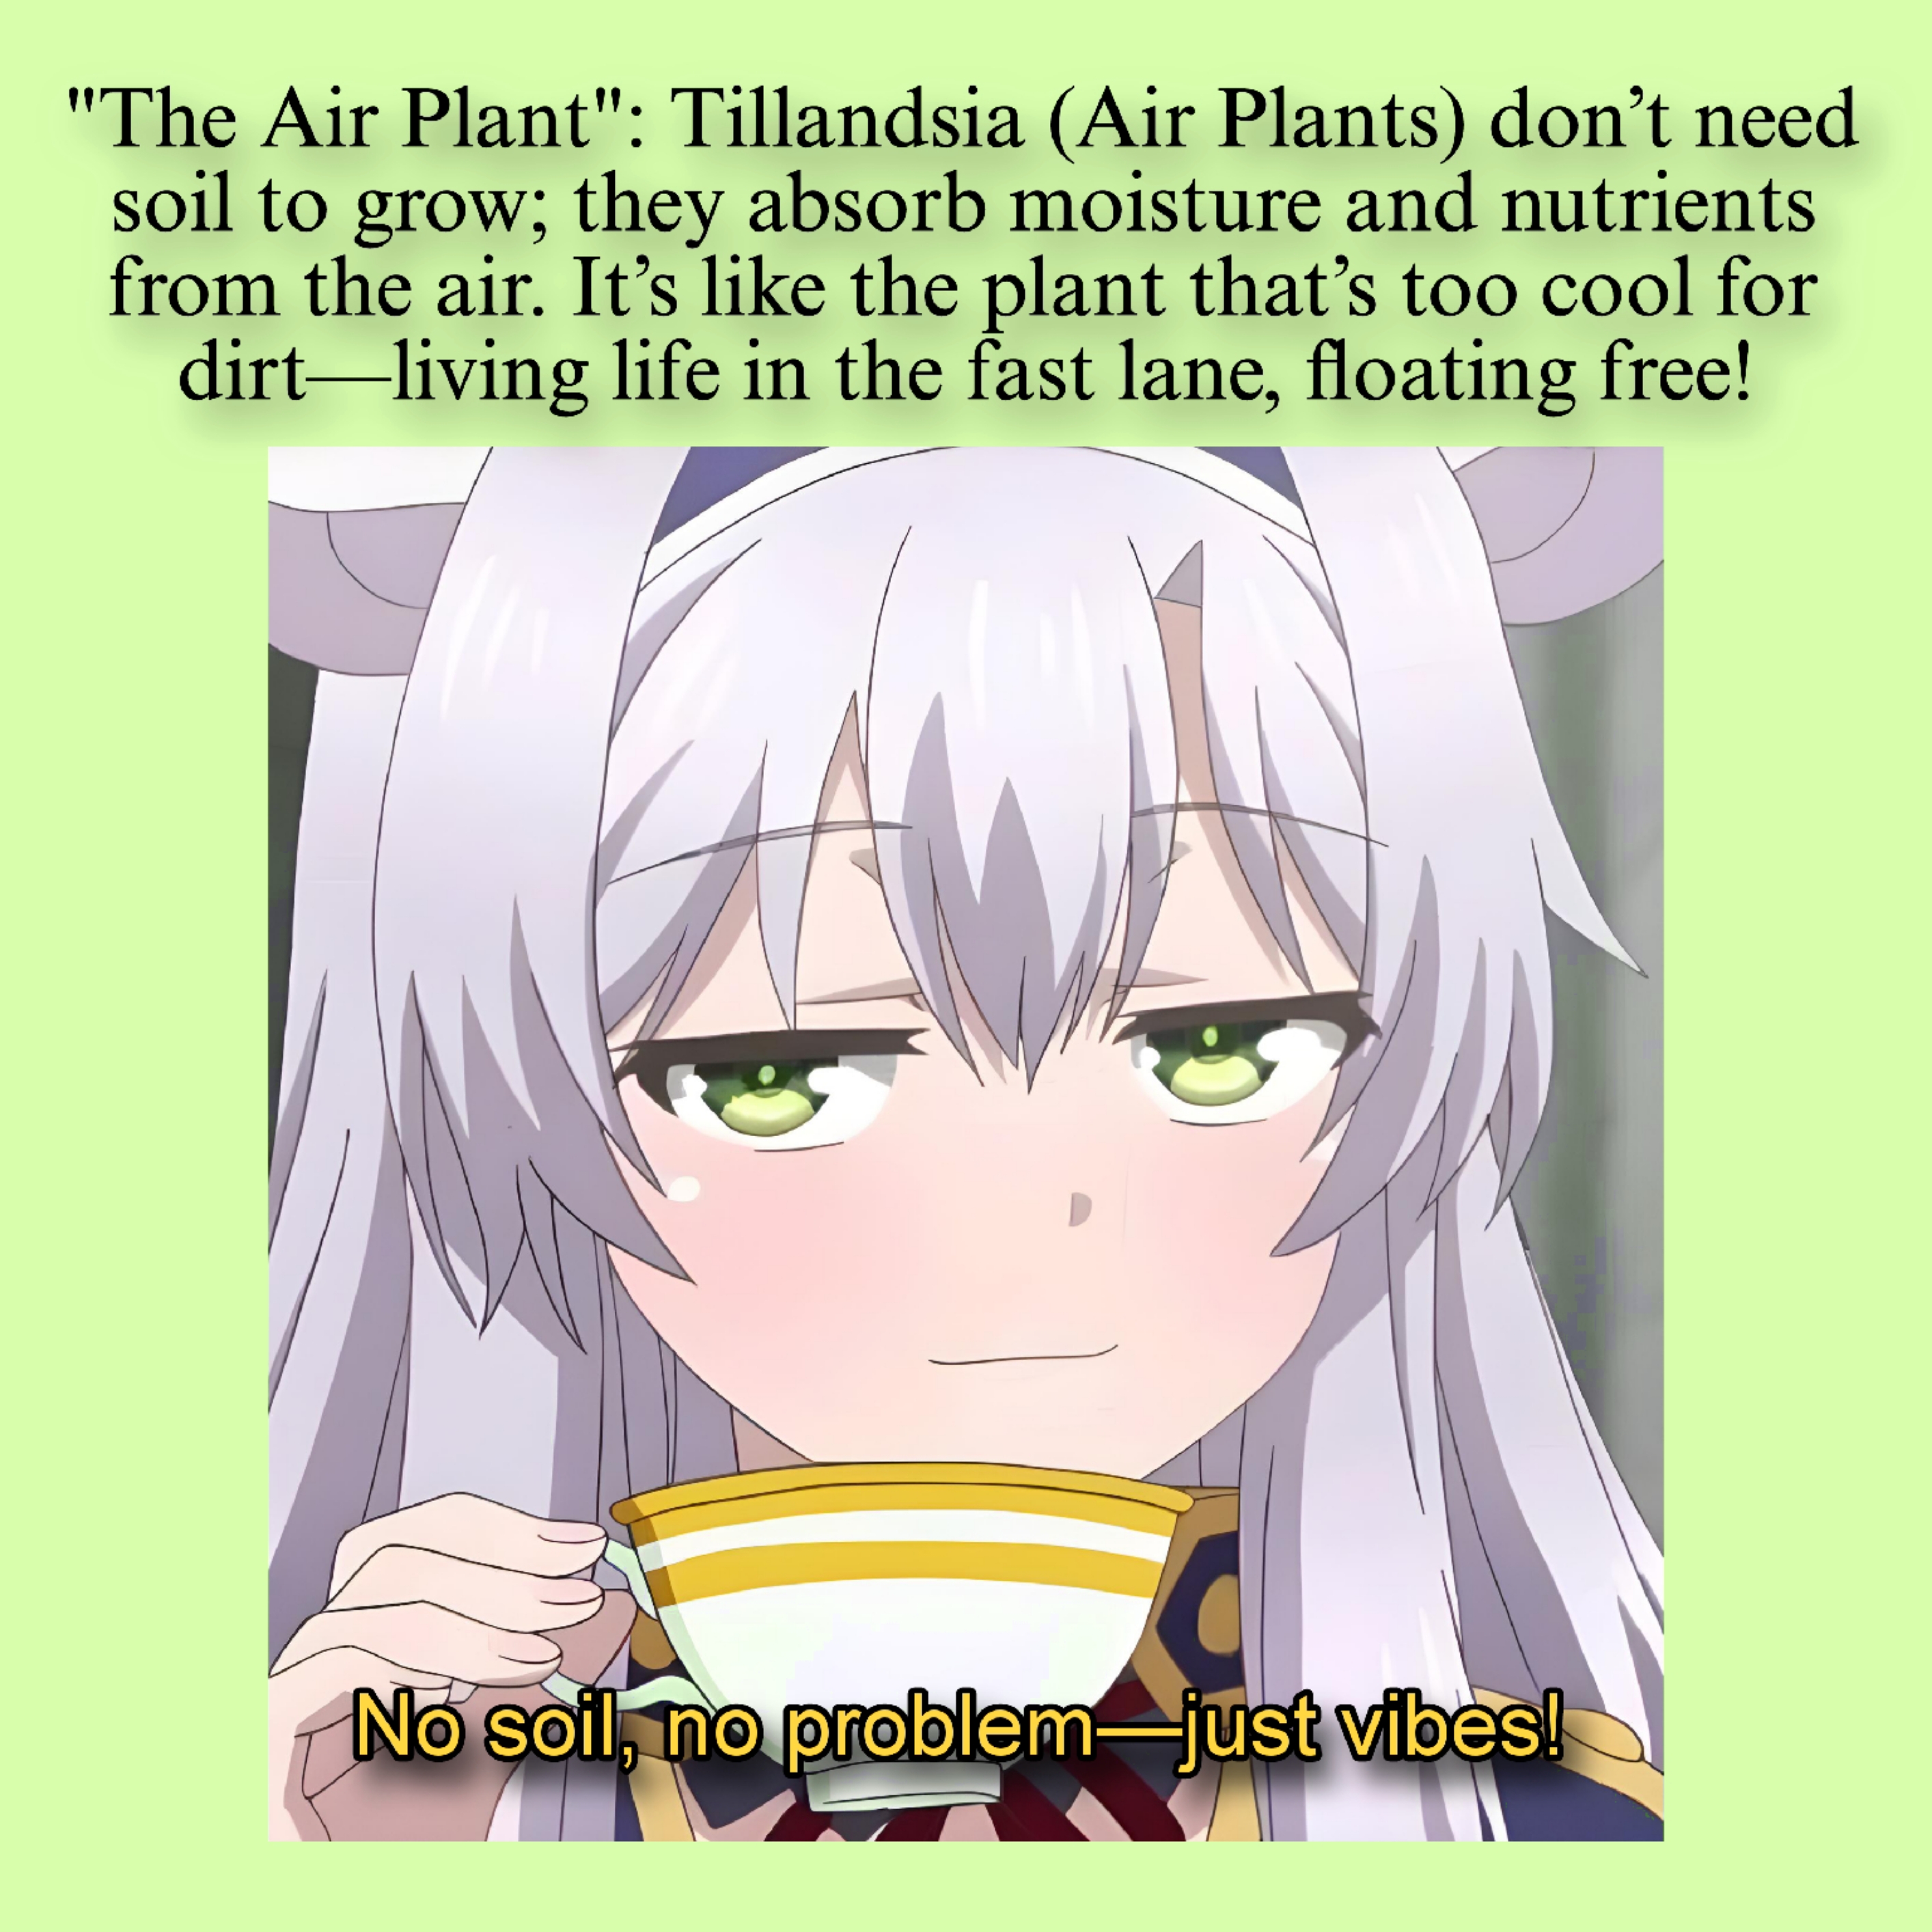 "The Air Plant": Tillandsia (Air Plants) don’t need
soil to grow; they absorb moisture and nutrients
from the air. It’s like the plant that’s too cool for
dirt—living life in the fast lane, floating free!
No soil, no problem—just vibes!